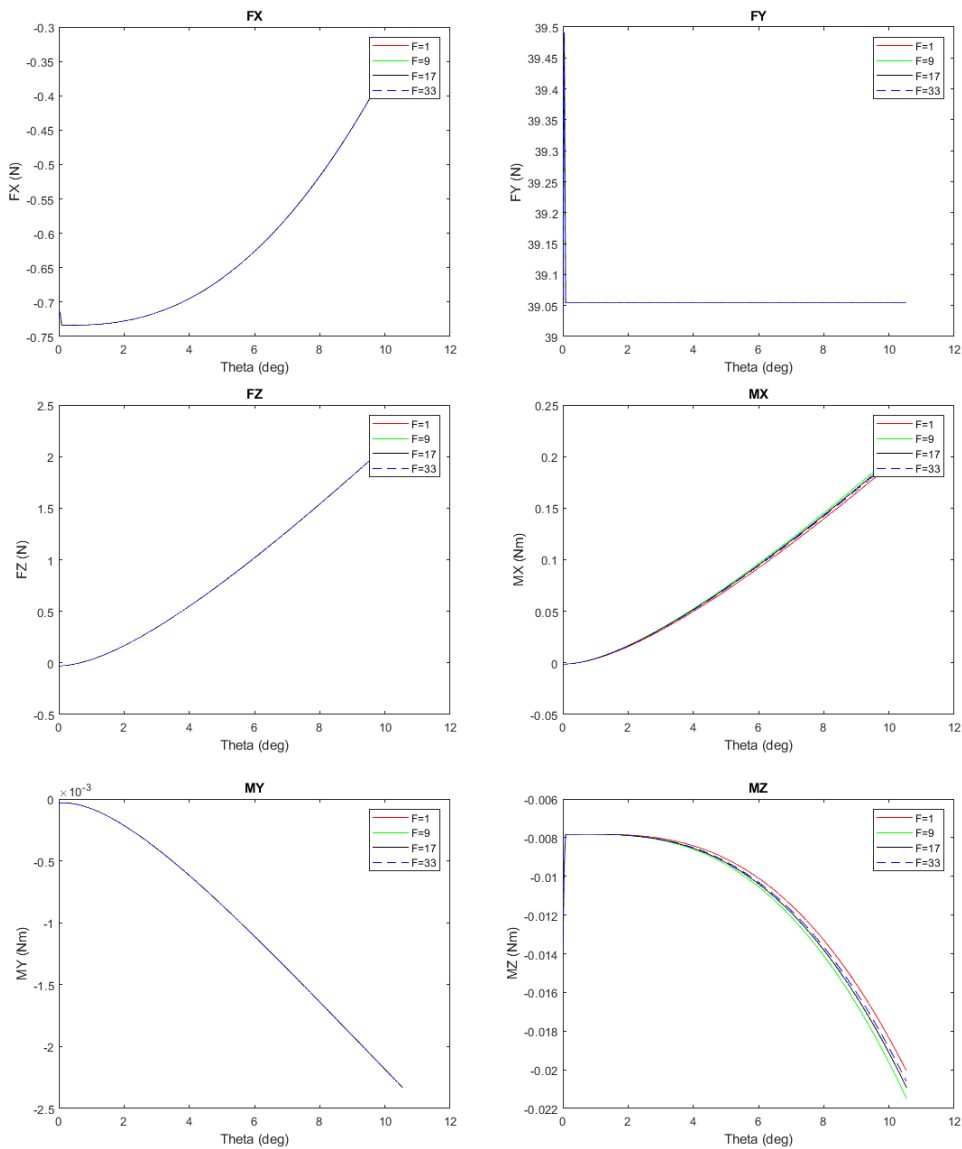 FX
-0.3
-0.35
-0.4
-0.45
-0.5
-0.55
-0.6
-0.65
-0.7
-0.75
FX (N)
0 2 4 6 8 10 12
Theta (deg)
F=1
F=9
F=17
F=33
FY
39.5
39.45
39.4
39.35
39.3
39.25
39.2
39.15
39.1
39.05
39
FY (N)
0 2 4 6 8 10 12
Theta (deg)
F=1
F=9
F=17
F=33
FZ
2.5
2
1.5
1
0.5
0
-0.5
FZ (N)
0 2 4 6 8 10 12
Theta (deg)
F=1
F=9
F=17
F=33
MX
0.25
0.2
0.15
0.1
0.05
0
-0.05
MX (Nm)
0 2 4 6 8 10 12
Theta (deg)
F=1
F=9
F=17
F=33
MY
×10-3
0
-0.5
-1
-1.5
-2
-2.5
MY (Nm)
0 2 4 6 8 10 12
Theta (deg)
F=1
F=9
F=17
F=33
MZ
-0.006
-0.008
-0.01
-0.012
-0.014
-0.016
-0.018
-0.02
-0.022
MZ (Nm)
0 2 4 6 8 10 12
Theta (deg)
F=1
F=9
F=17
F=33